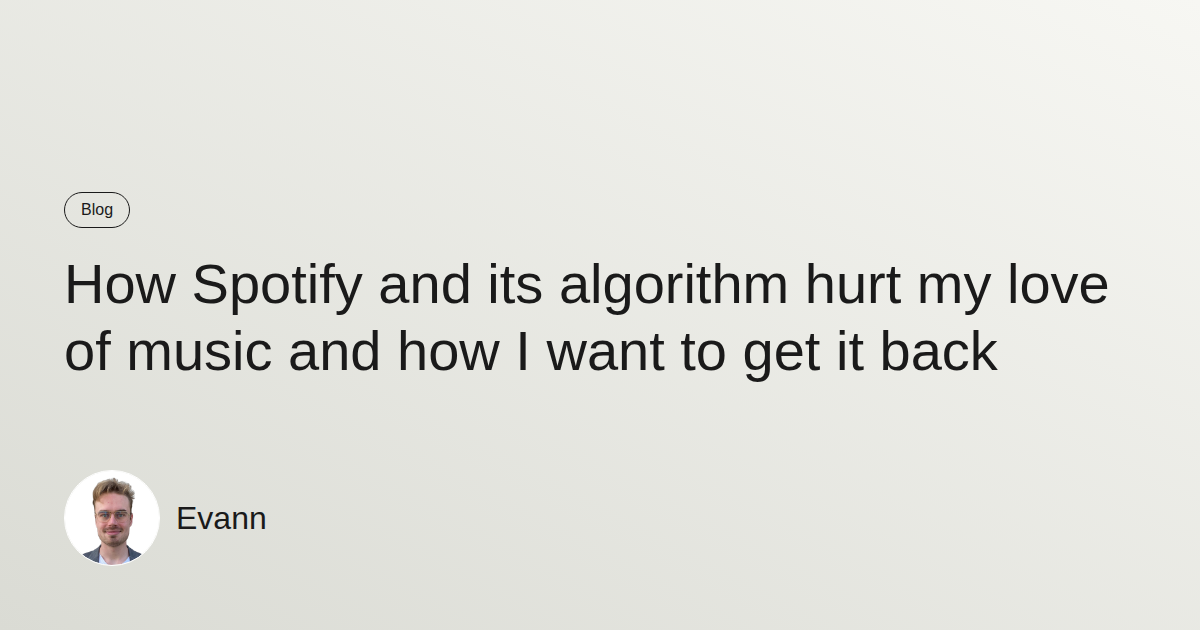 Blog
How Spotify and its algorithm hurt my love
of music and how I want to get it back
Evann